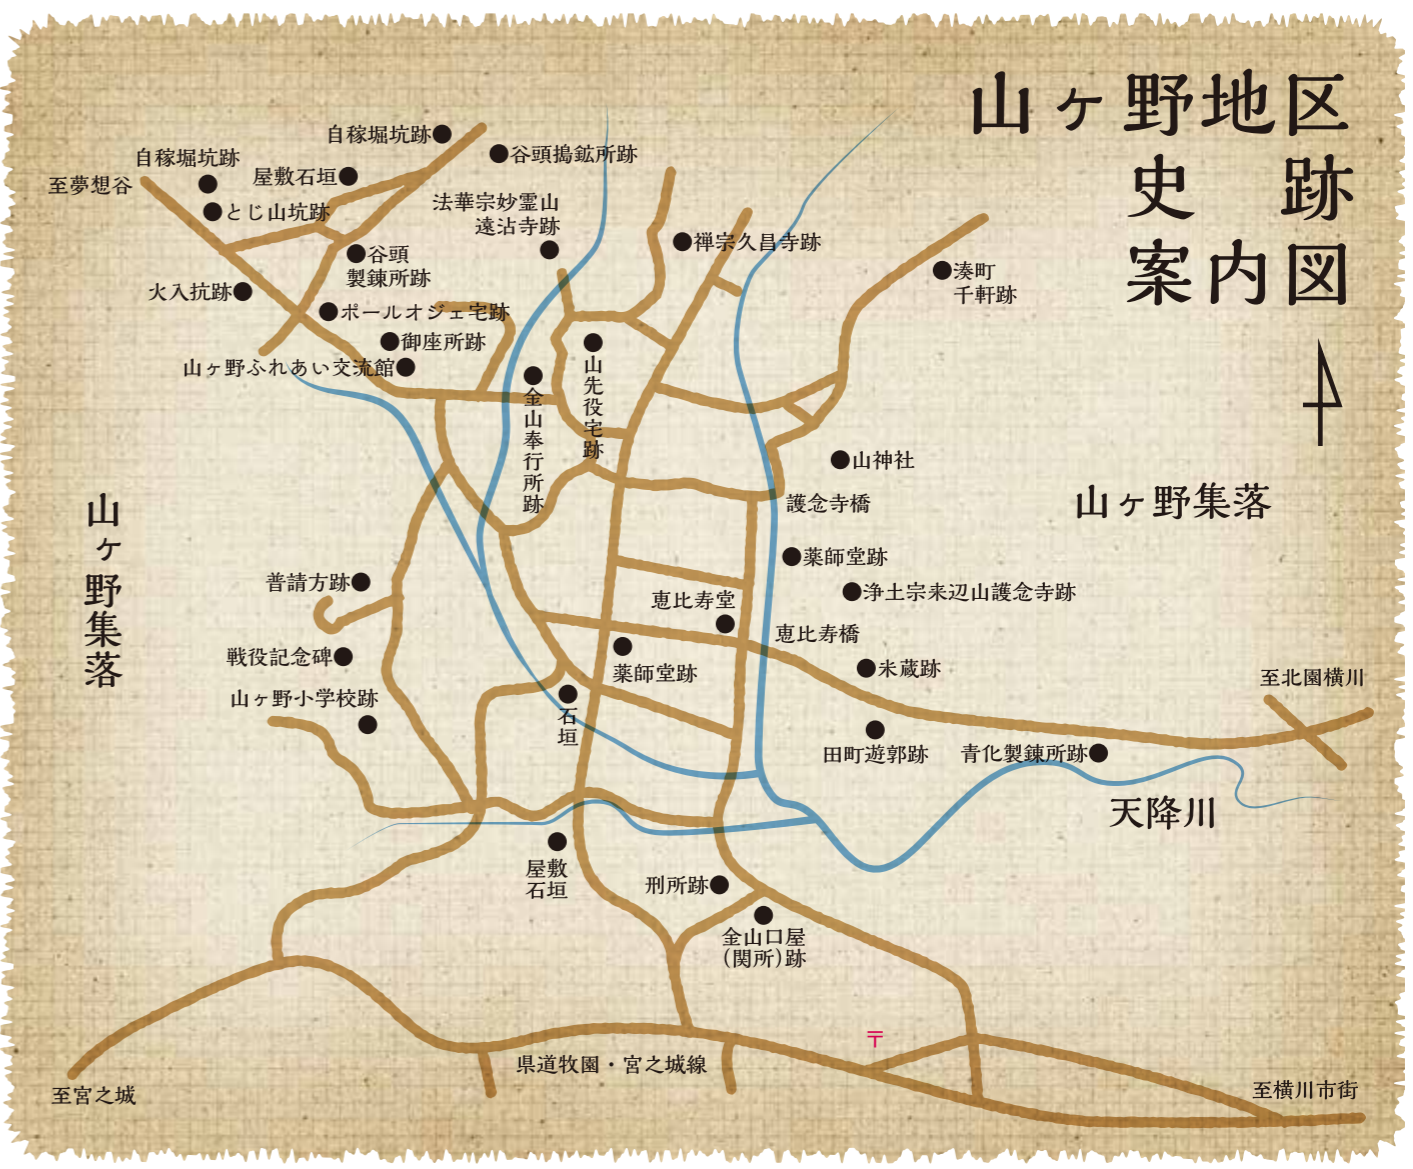 山ヶ野地区
史跡
案内図
自稼堀坑跡
谷頭搗鉱所跡
自稼堀坑跡
屋敷石垣
至夢想谷
とじ山坑跡
法華宗妙霊山
遠沾寺跡
禅宗久昌寺跡
谷頭
製錬所跡
湊町
千軒跡
火入抗跡
ポールオジェ宅跡
御座所跡
山ヶ野ふれあい交流館
山先役宅跡
金山奉行所跡
山神社
護念寺橋
山ヶ野集落
山ヶ野集落
薬師堂跡
普請方跡
浄土宗来辺山護念寺跡
恵比寿堂
恵比寿橋
戦役記念碑
薬師堂跡
米蔵跡
至北園横川
山ヶ野小学校跡
石垣
田町遊郭跡
青化製錬所跡
天降川
屋敷
石垣
刑所跡
金山口屋
(関所)跡
〒
県道牧園・宮之城線
至宮之城
至横川市街